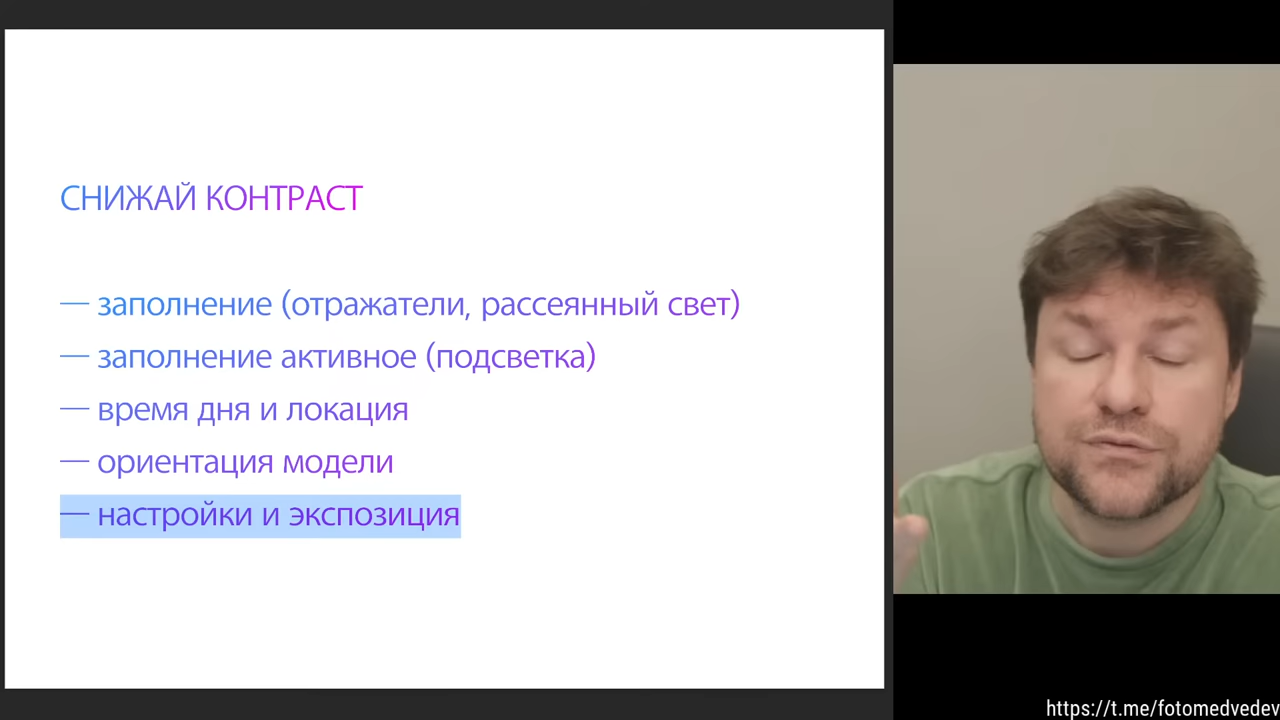 СНИЖАЙ КОНТРАСТ
— заполнение (отражатели, рассеянный свет)
— заполнение активное (подсветка)
— время дня и локация
— ориентация модели
— настройки и экспозиция
https://t.me/fotomedvedev